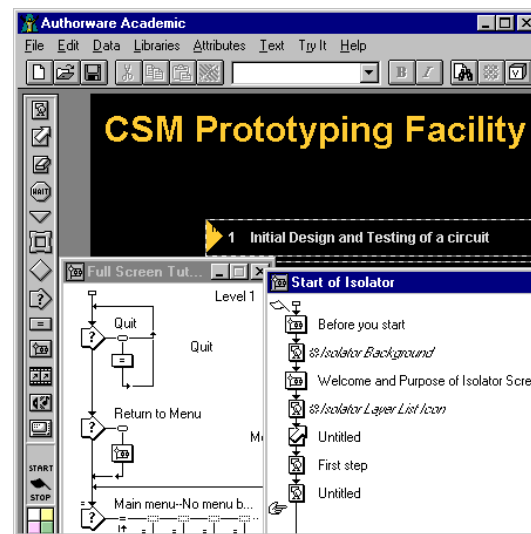 Authorware Academic
File Edit Data Libraries Attributes Text Try It Help
B I
CSM Prototyping Facility
1 Initial Design and Testing of a circuit
WAIT
START
STOP
Full Screen Tut...
Level 1
Quit
Quit
Return to Menu
Main menu--No menu b...
Start of Isolator
Before you start
Isolator Background
Welcome and Purpose of Isolator Scre
Isolator Layer List Icon
Untitled
First step
Untitled